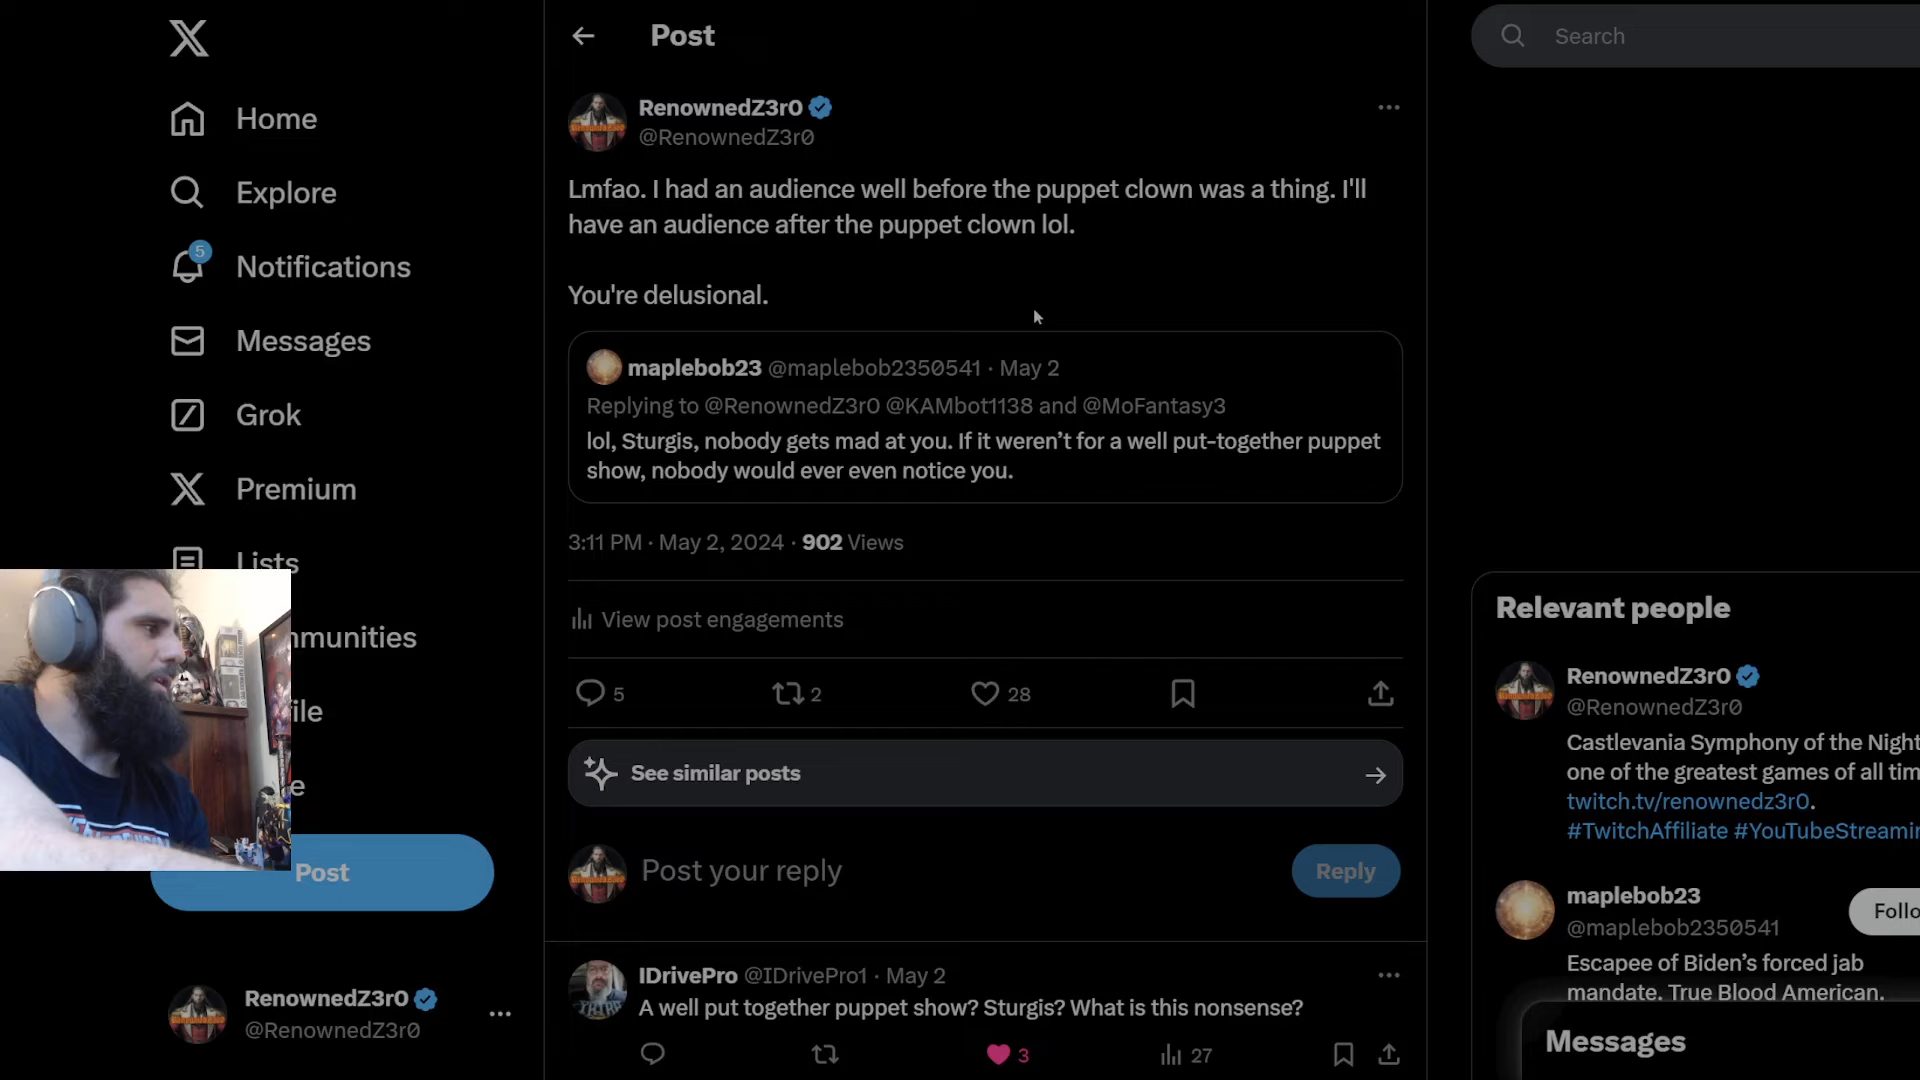 Home
Explore
5
Notifications
Messages
Grok
Premium
Lists
mmunities
file
e
Post
RenownedZ3r0
@RenownedZ3r0
Post
RenownedZ3r0
@RenownedZ3r0
Lmfao. I had an audience well before the puppet clown was a thing. I'll
have an audience after the puppet clown lol.
You're delusional.
maplebob23 @maplebob2350541 · May 2
Replying to @RenownedZ3r0 @KAMbot1138 and @MoFantasy3
lol, Sturgis, nobody gets mad at you. If it weren’t for a well put-together puppet
show, nobody would ever even notice you.
3:11 PM · May 2, 2024 · 902 Views
View post engagements
5 2 28
See similar posts
Post your reply
Reply
IDrivePro @IDrivePro1 · May 2
A well put together puppet show? Sturgis? What is this nonsense?
3 27
Search
Relevant people
RenownedZ3r0
@RenownedZ3r0
Castlevania Symphony of the Night
one of the greatest games of all tim
twitch.tv/renownedz3r0.
#TwitchAffiliate #YouTubeStreamin
maplebob23
@maplebob2350541
Follo
Escapee of Biden’s forced jab
mandate. True Blood American.
Messages